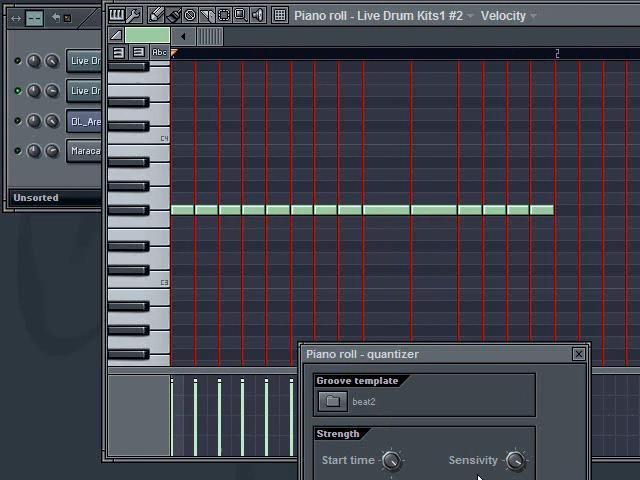 Piano roll - Live Drum Kits1 #2 Velocity
Abc
Live Dr
Live Dr
DL_Are
Maraca
Unsorted
C4
2
C3
Piano roll - quantizer
Groove template
beat2
Strength
Start time
Sensivity